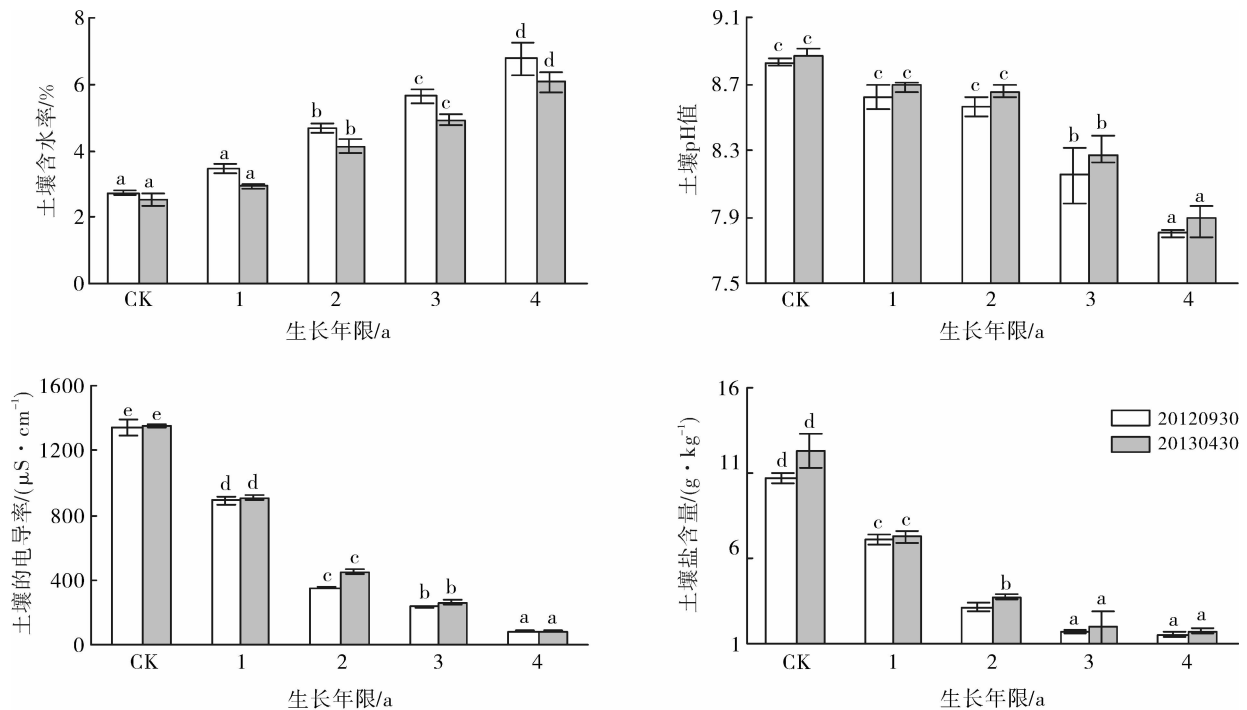 土壤含水率/%
8
6
4
2
0
a a a a b b c c d d
CK 1 2 3 4
生长年限/a
土壤pH值
9.1
8.7
8.3
7.9
7.5
c c c c c c b b a a
CK 1 2 3 4
生长年限/a
土壤的电导率/(μS·cm⁻¹)
1600
1200
800
400
0
e e d d c c b b a a
CK 1 2 3 4
生长年限/a
土壤盐含量/(g·kg⁻¹)
16
11
6
1
d d c c b a a a a
20120930
20130430
CK 1 2 3 4
生长年限/a